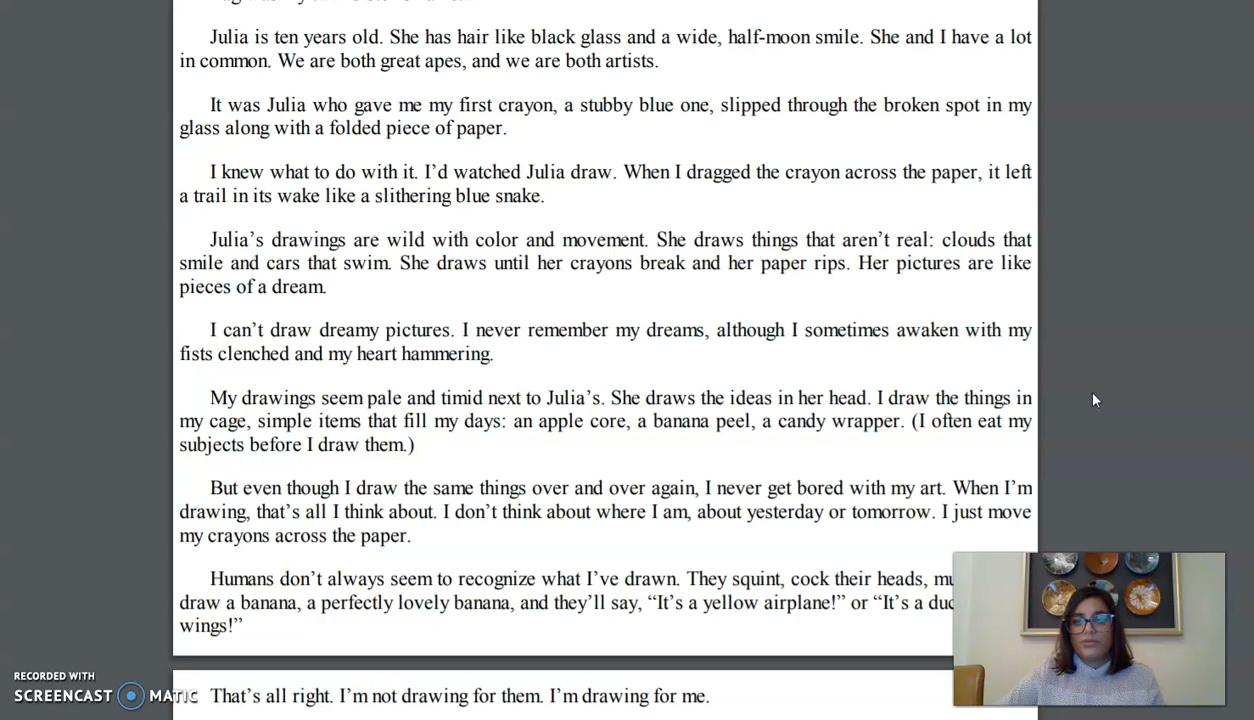 Julia is ten years old. She has hair like black glass and a wide, half-moon smile. She and I have a lot
in common. We are both great apes, and we are both artists.
It was Julia who gave me my first crayon, a stubby blue one, slipped through the broken spot in my
glass along with a folded piece of paper.
I knew what to do with it. I’d watched Julia draw. When I dragged the crayon across the paper, it left
a trail in its wake like a slithering blue snake.
Julia’s drawings are wild with color and movement. She draws things that aren’t real: clouds that
smile and cars that swim. She draws until her crayons break and her paper rips. Her pictures are like
pieces of a dream.
I can’t draw dreamy pictures. I never remember my dreams, although I sometimes awaken with my
fists clenched and my heart hammering.
My drawings seem pale and timid next to Julia’s. She draws the ideas in her head. I draw the things in
my cage, simple items that fill my days: an apple core, a banana peel, a candy wrapper. (I often eat my
subjects before I draw them.)
But even though I draw the same things over and over again, I never get bored with my art. When I’m
drawing, that’s all I think about. I don’t think about where I am, about yesterday or tomorrow. I just move
my crayons across the paper.
Humans don’t always seem to recognize what I’ve drawn. They squint, cock their heads,
draw a banana, a perfectly lovely banana, and they’ll say, “It’s a yellow airplane!” or “It’s a
wings!”
That’s all right. I’m not drawing for them. I’m drawing for me.
RECORDED WITH
SCREENCAST MATIC